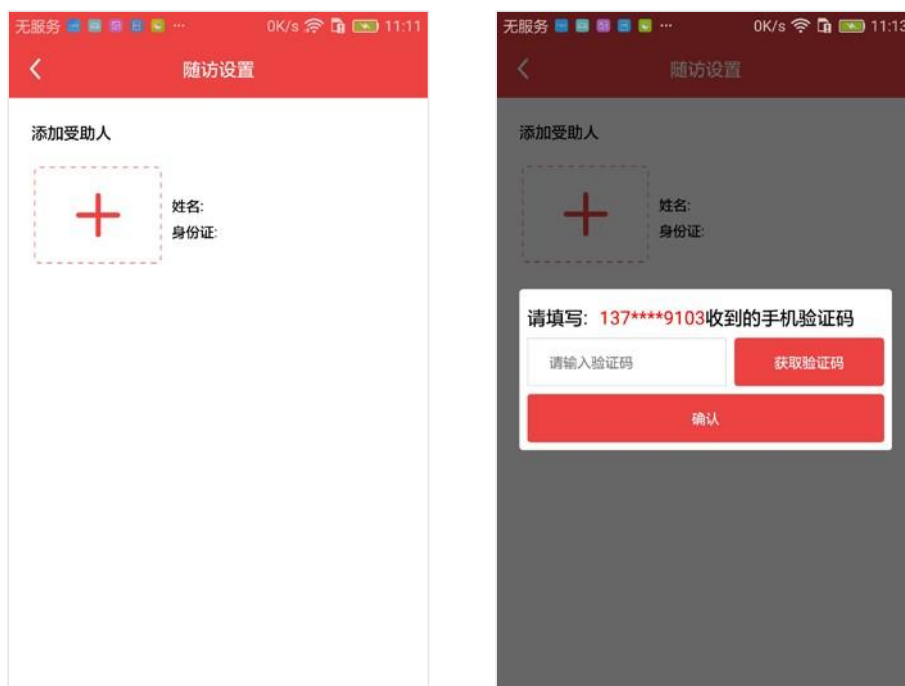 无服务 ... 0K/s 11:11
随访设置
添加受助人
姓名:
身份证:
无服务 ... 0K/s 11:13
随访设置
添加受助人
姓名:
身份证:
请填写: 137****9103收到的手机验证码
请输入验证码
获取验证码
确认